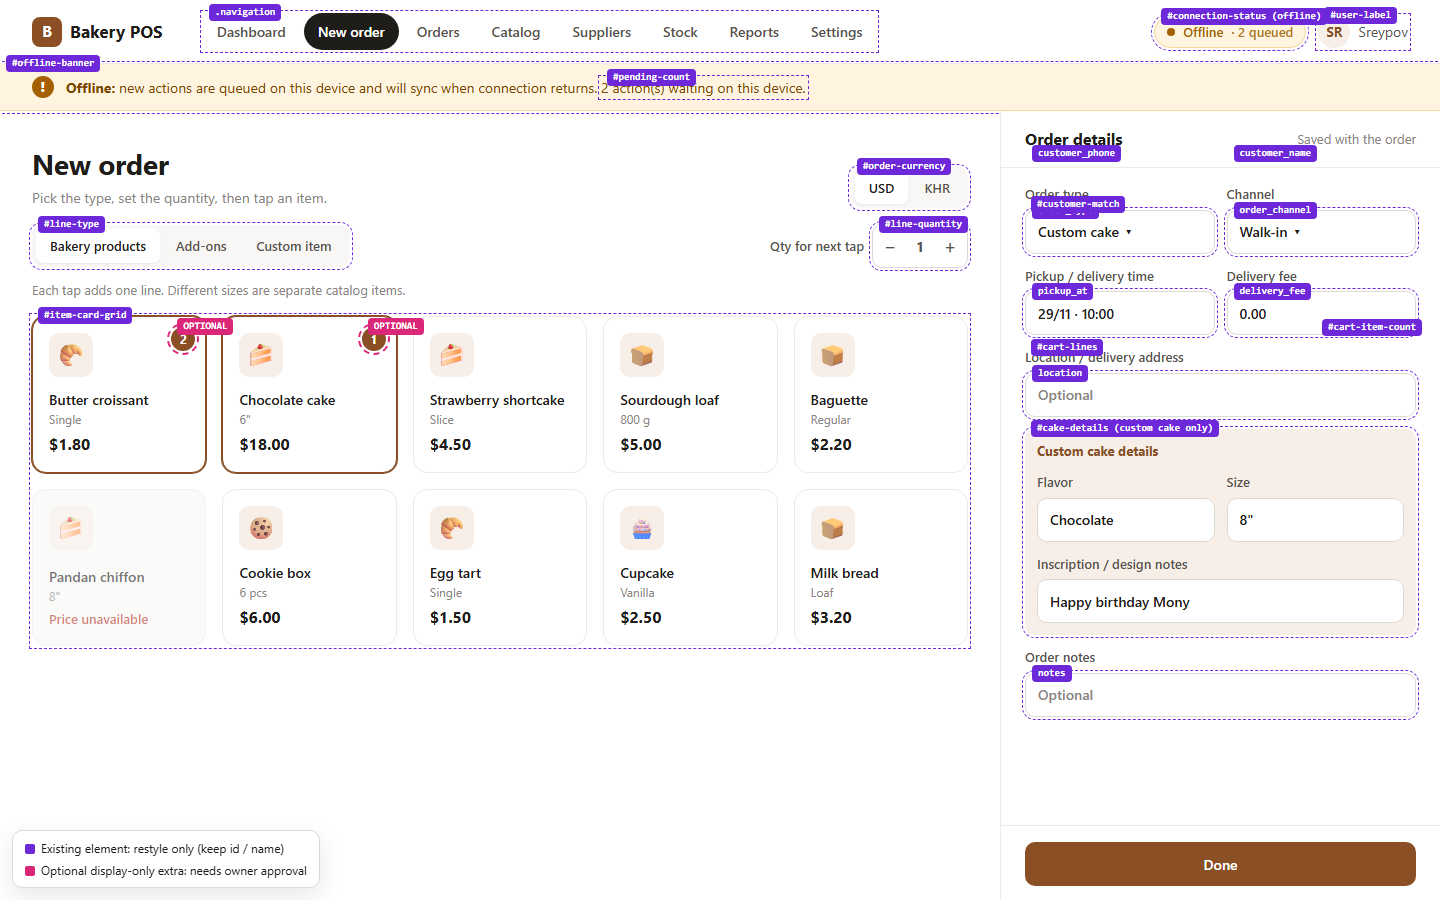 .navigation
#connection-status (offline)
#user-label
B Bakery POS
Dashboard New order Orders Catalog Suppliers Stock Reports Settings
Offline · 2 queued
SR Sreypov
#offline-banner
#pending-count
! Offline: new actions are queued on this device and will sync when connection returns. 2 action(s) waiting on this device.
New order
Pick the type, set the quantity, then tap an item.
#order-currency
USD KHR
#line-type
Bakery products Add-ons Custom item
#line-quantity
Qty for next tap − 1 +
Each tap adds one line. Different sizes are separate catalog items.
#item-card-grid
OPTIONAL
2
Butter croissant
Single
$1.80
OPTIONAL
1
Chocolate cake
6"
$18.00
Strawberry shortcake
Slice
$4.50
Sourdough loaf
800 g
$5.00
Baguette
Regular
$2.20
Pandan chiffon
8"
Price unavailable
Cookie box
6 pcs
$6.00
Egg tart
Single
$1.50
Cupcake
Vanilla
$2.50
Milk bread
Loaf
$3.20
Existing element: restyle only (keep id / name)
Optional display-only extra: needs owner approval
Order details
Saved with the order
customer_phone
customer_name
Order type
Channel
#customer-match
order_channel
Custom cake ▾
Walk-in ▾
Pickup / delivery time
Delivery fee
pickup_at
delivery_fee
29/11 · 10:00
0.00
#cart-item-count
#cart-lines
Location / delivery address
location
Optional
#cake-details (custom cake only)
Custom cake details
Flavor
Size
Chocolate
8"
Inscription / design notes
Happy birthday Mony
Order notes
notes
Optional
Done